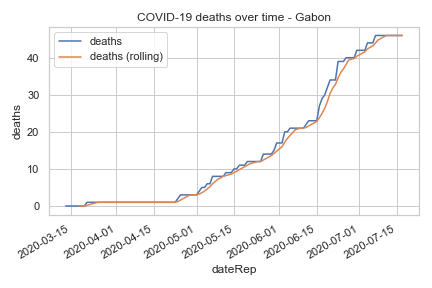 COVID-19 deaths over time - Gabon
deaths
deaths (rolling)
deaths
40
30
20
10
0
2020-03-15
2020-04-01
2020-04-15
2020-05-01
2020-05-15
2020-06-01
2020-06-15
2020-07-01
2020-07-15
dateRep